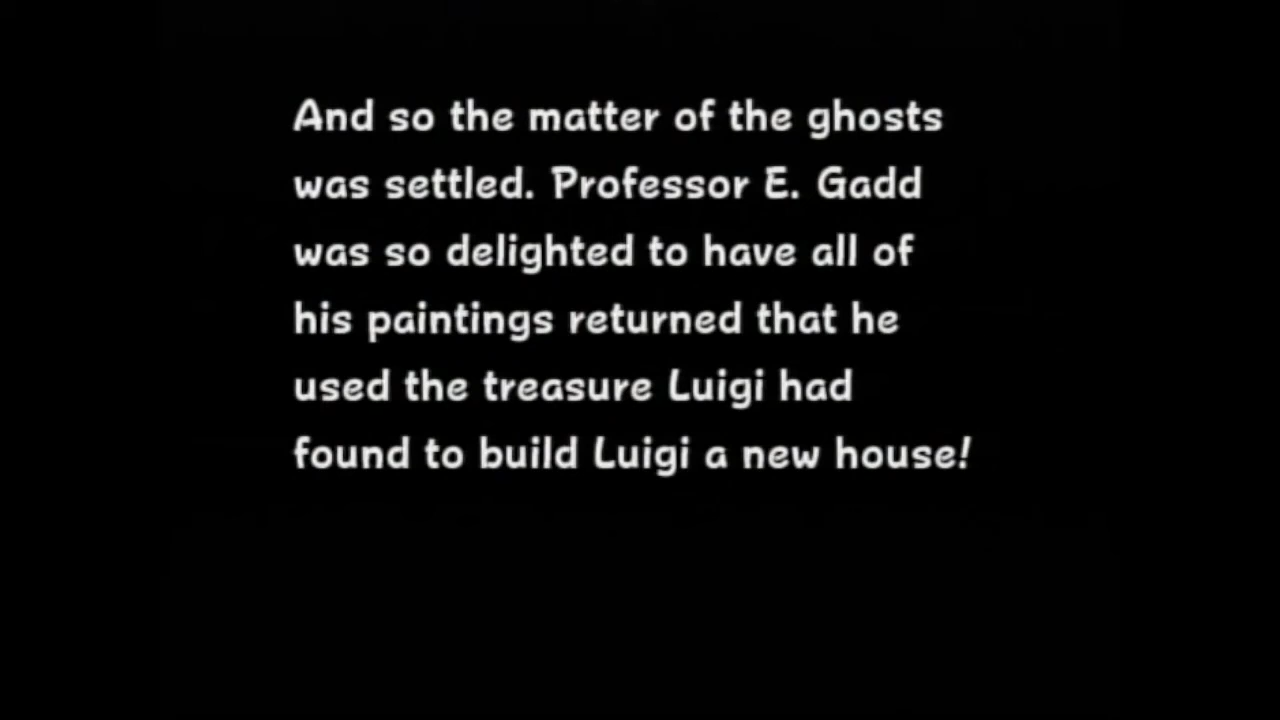 And so the matter of the ghosts
was settled. Professor E. Gadd
was so delighted to have all of
his paintings returned that he
used the treasure Luigi had
found to build Luigi a new house!